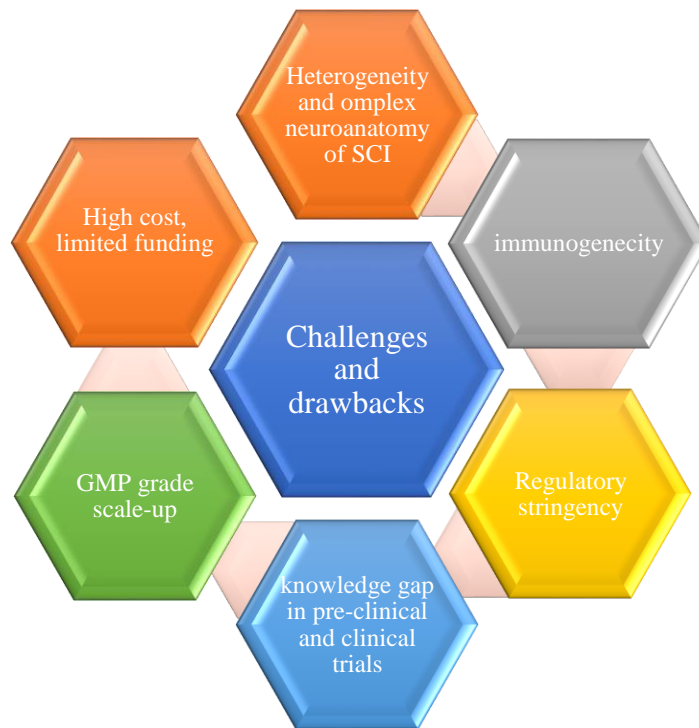 Heterogeneity
and omplex
neuroanatomy
of SCI
High cost,
limited funding
immunogenecity
Challenges
and
drawbacks
GMP grade
scale-up
Regulatory
stringency
knowledge gap
in pre-clinical
and clinical
trials